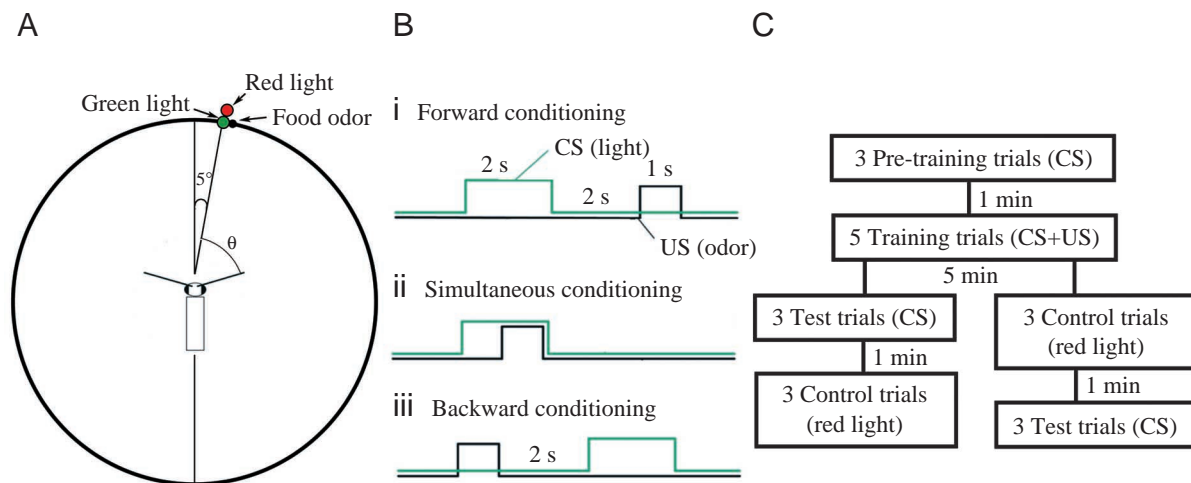 A
Red light
Green light
Food odor
5°
θ
B
i Forward conditioning
CS (light)
2 s
1 s
2 s
US (odor)
ii Simultaneous conditioning
iii Backward conditioning
2 s
C
3 Pre-training trials (CS)
1 min
5 Training trials (CS+US)
5 min
3 Test trials (CS)
1 min
3 Control trials
(red light)
3 Control trials
(red light)
1 min
3 Test trials (CS)